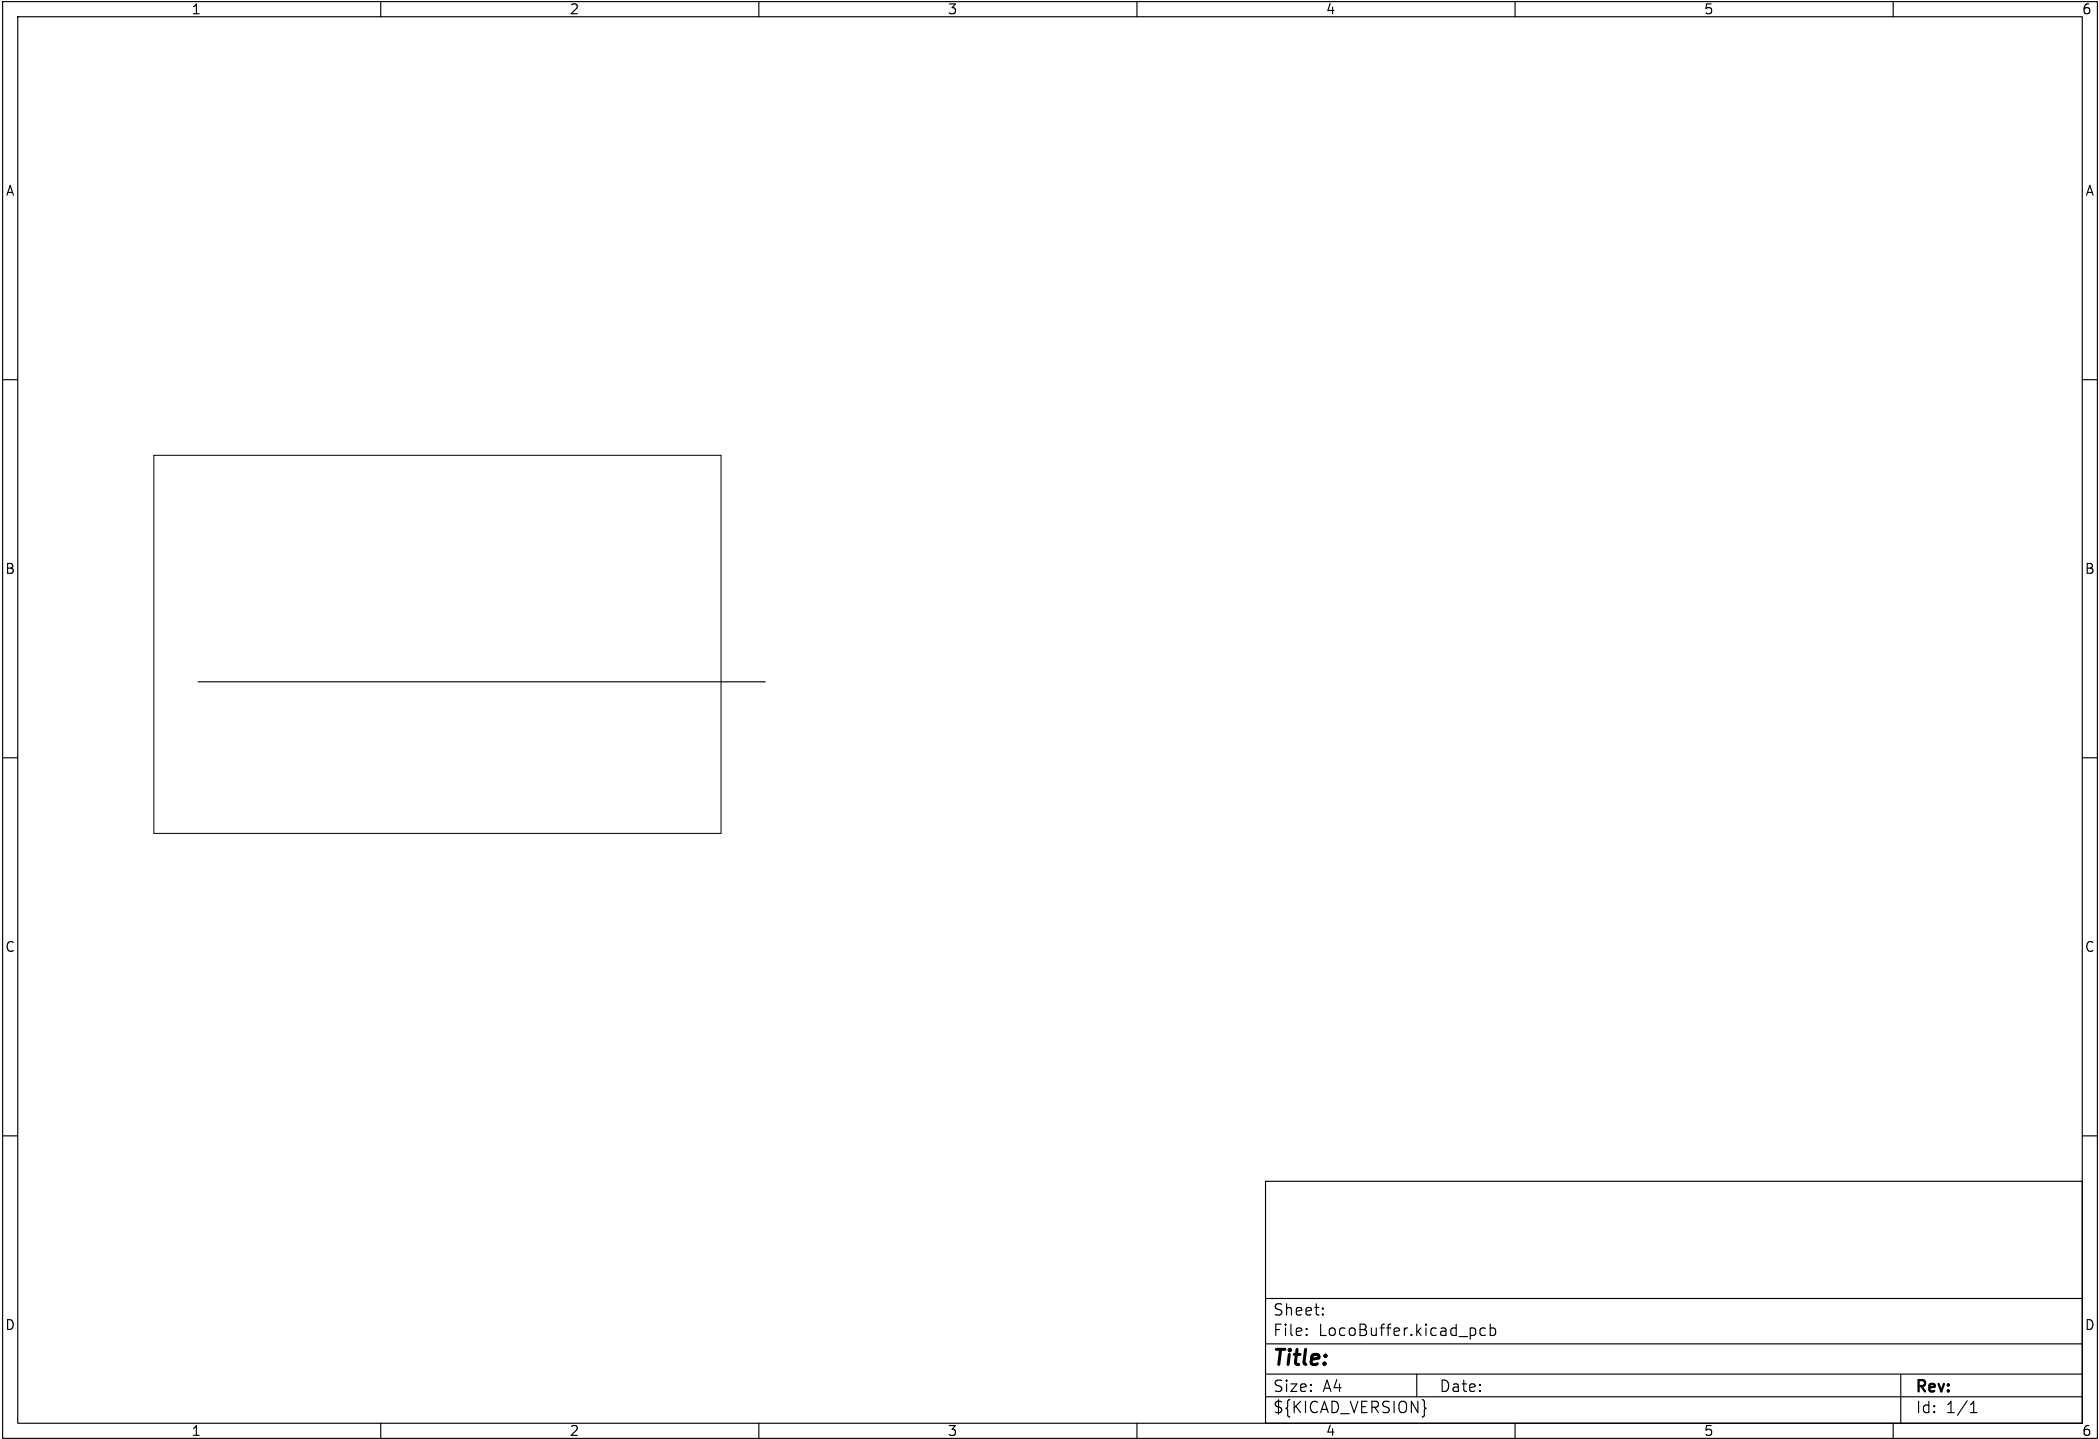 1 2 3 4 5 6
A A
B B
C C
Sheet:
File: LocoBuffer.kicad_pcb
D D
Title:
Size: A4 Date: Rev:
${KICAD_VERSION} Id: 1/1
1 2 3 4 5 6